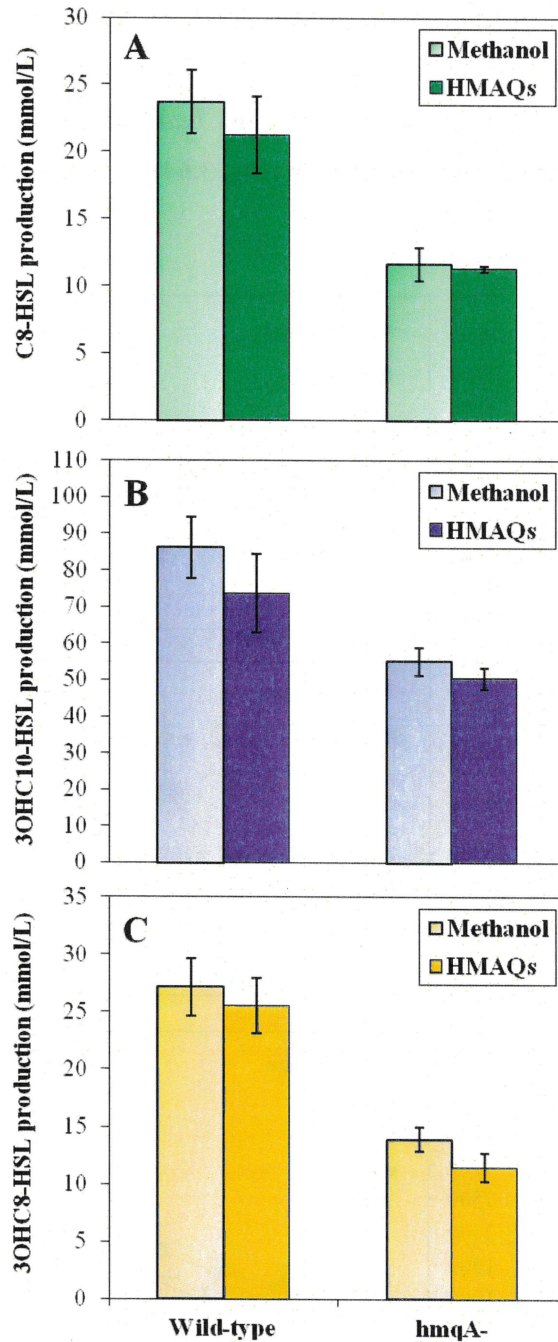 A
Methanol
HMAQs
C8-HSL production (mmol/L)
30
25
20
15
10
5
0
B
Methanol
HMAQs
3OHC10-HSL production (mmol/L)
110
100
90
80
70
60
50
40
30
20
10
0
C
Methanol
HMAQs
3OHC8-HSL production (mmol/L)
35
30
25
20
15
10
5
0
Wild-type
hmqA-